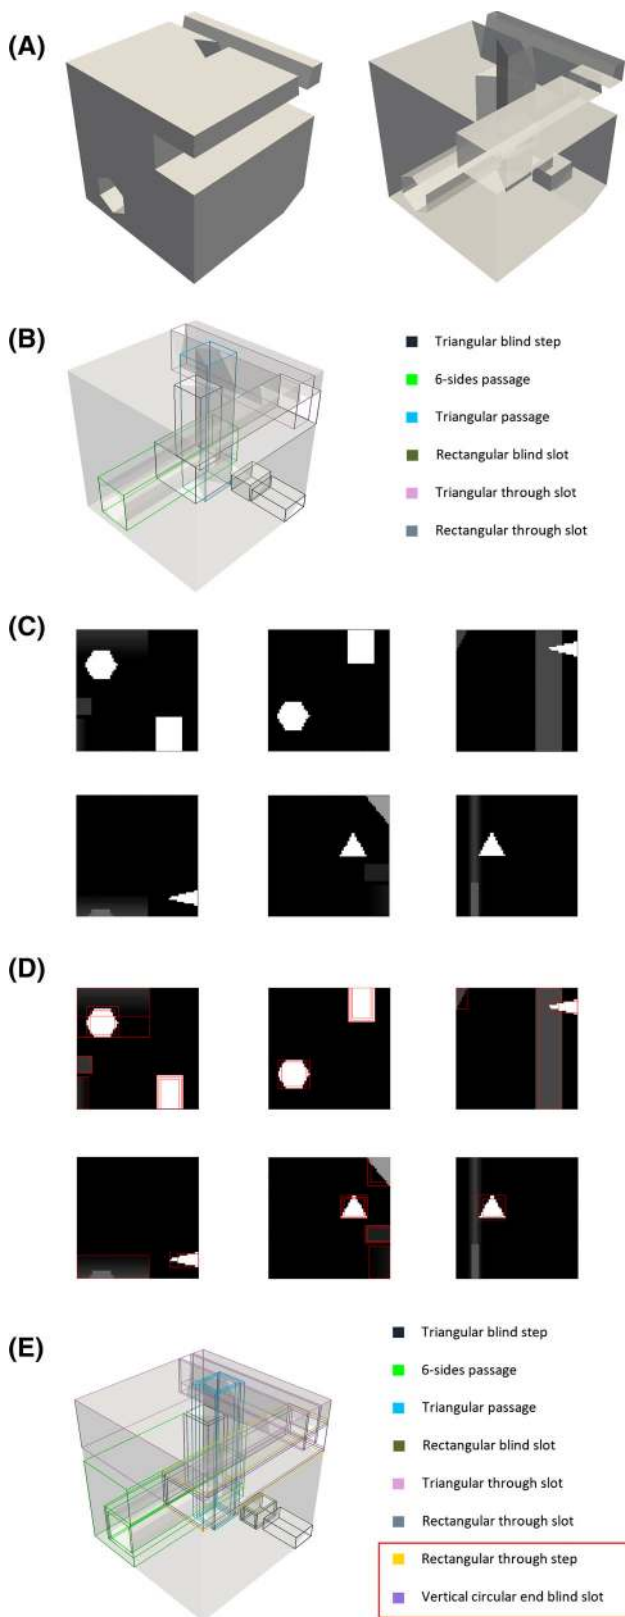 (A)
(B)
Triangular blind step
6-sides passage
Triangular passage
Rectangular blind slot
Triangular through slot
Rectangular through slot
(C)
(D)
(E)
Triangular blind step
6-sides passage
Triangular passage
Rectangular blind slot
Triangular through slot
Rectangular through slot
Rectangular through step
Vertical circular end blind slot